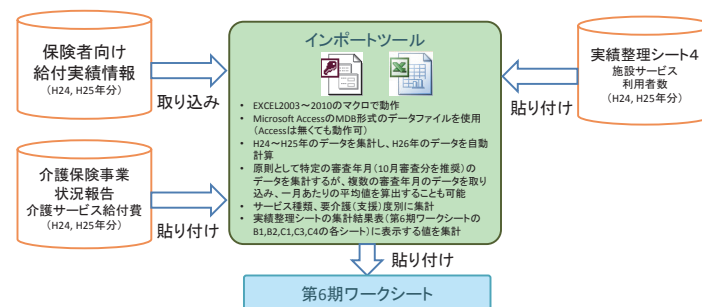 保険者向け
給付実績情報
(H24, H25年分)
取り込み
介護保険事業
状況報告
介護サービス給付費
(H24, H25年分)
貼り付け
インポートツール
• EXCEL2003～2010のマクロで動作
• Microsoft AccessのMDB形式のデータファイルを使用
（Accessは無くても動作可）
• H24～H25年のデータを集計し、H26年のデータを自動
計算
• 原則として特定の審査年月（10月審査分を推奨）の
データを集計するが、複数の審査年月のデータを取り
込み、一月あたりの平均値を算出することも可能
• サービス種類、要介護（支援）度別に集計
• 実績整理シートの集計結果表（第6期ワークシートの
B1,B2,C1,C3,C4の各シート）に表示する値を集計
実績整理シート4
施設サービス
利用者数
(H24, H25年分)
貼り付け
貼り付け
第6期ワークシート